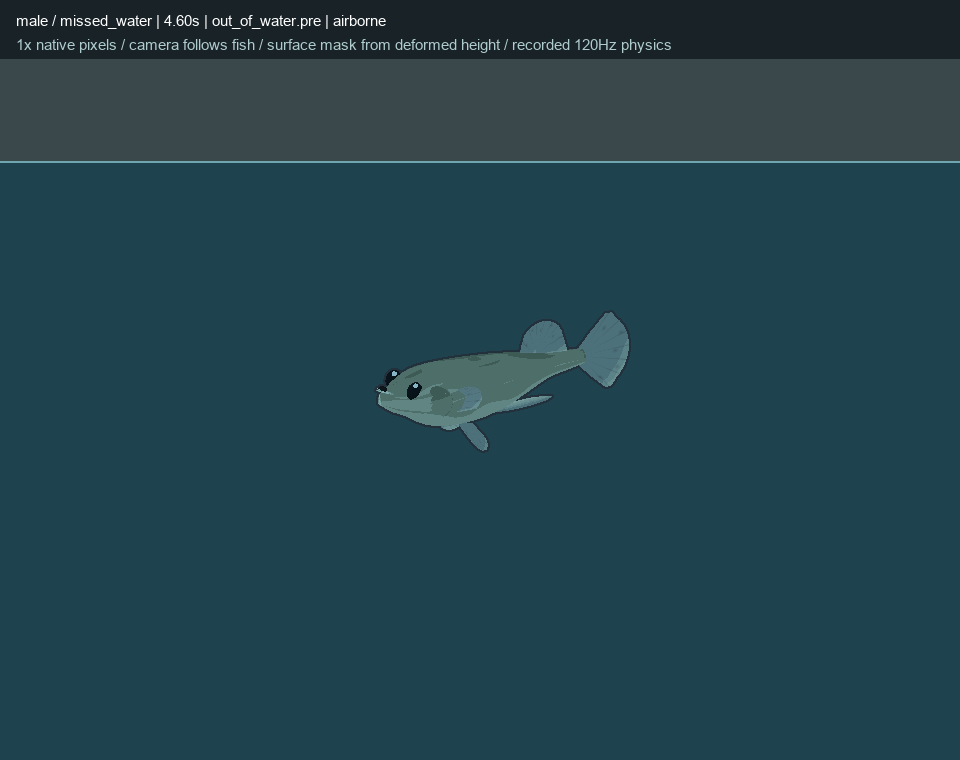 male / missed_water | 4.60s | out_of_water.pre | airborne
1x native pixels / camera follows fish / surface mask from deformed height / recorded 120Hz physics